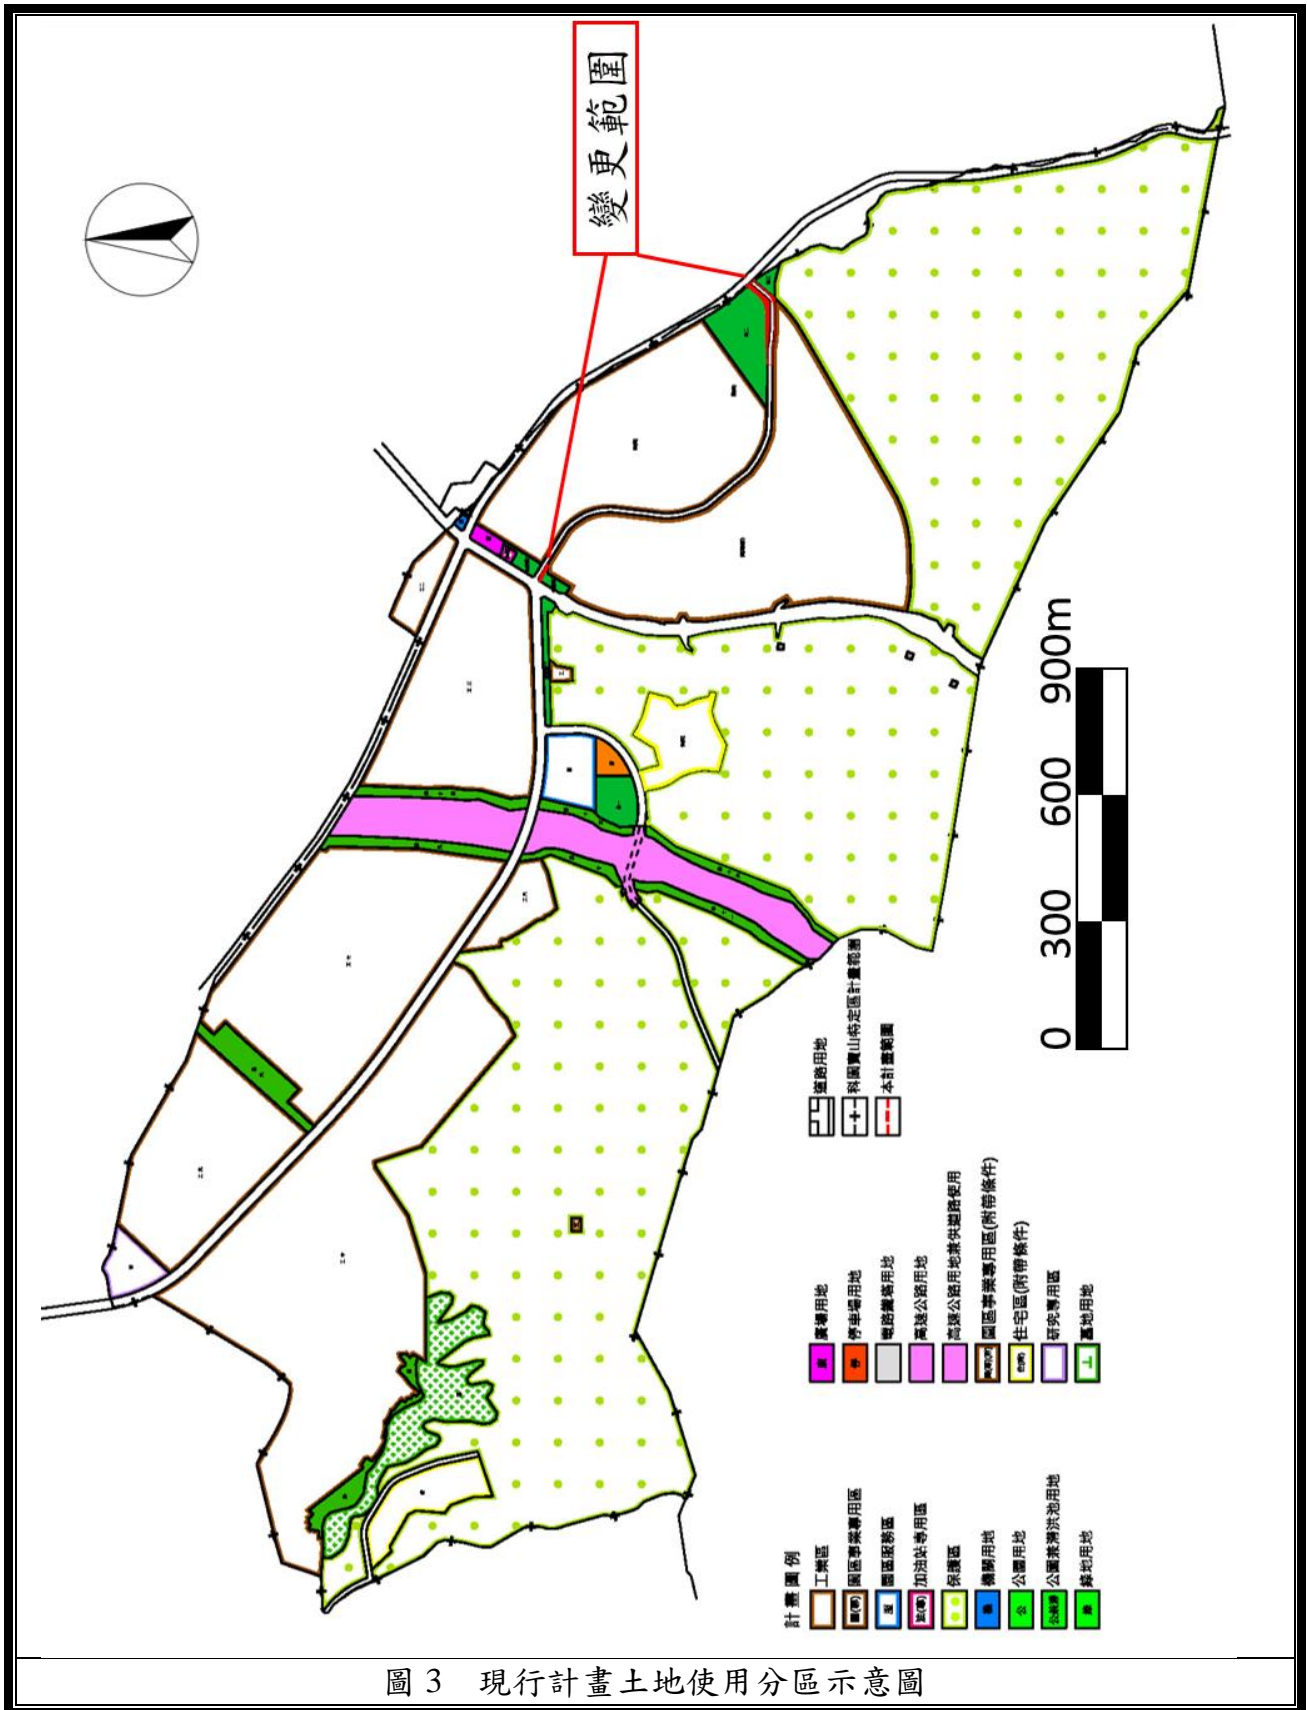 變更範圍
0 300 600 900m
計畫圖例
工業區
園區事業專用區
園區服務區
加油站專用區
保護區
機關用地
公園用地
公園兼滯洪池用地
綠地用地
廣場用地
停車場用地
電路鐵塔用地
高速公路用地
高速公路用地兼供道路使用
園區事業專用區(附帶條件)
住宅區(附帶條件)
研究專用區
墓地用地
道路用地
科園寶山特定區計畫範圍
本計畫範圍
圖 3 現行計畫土地使用分區示意圖